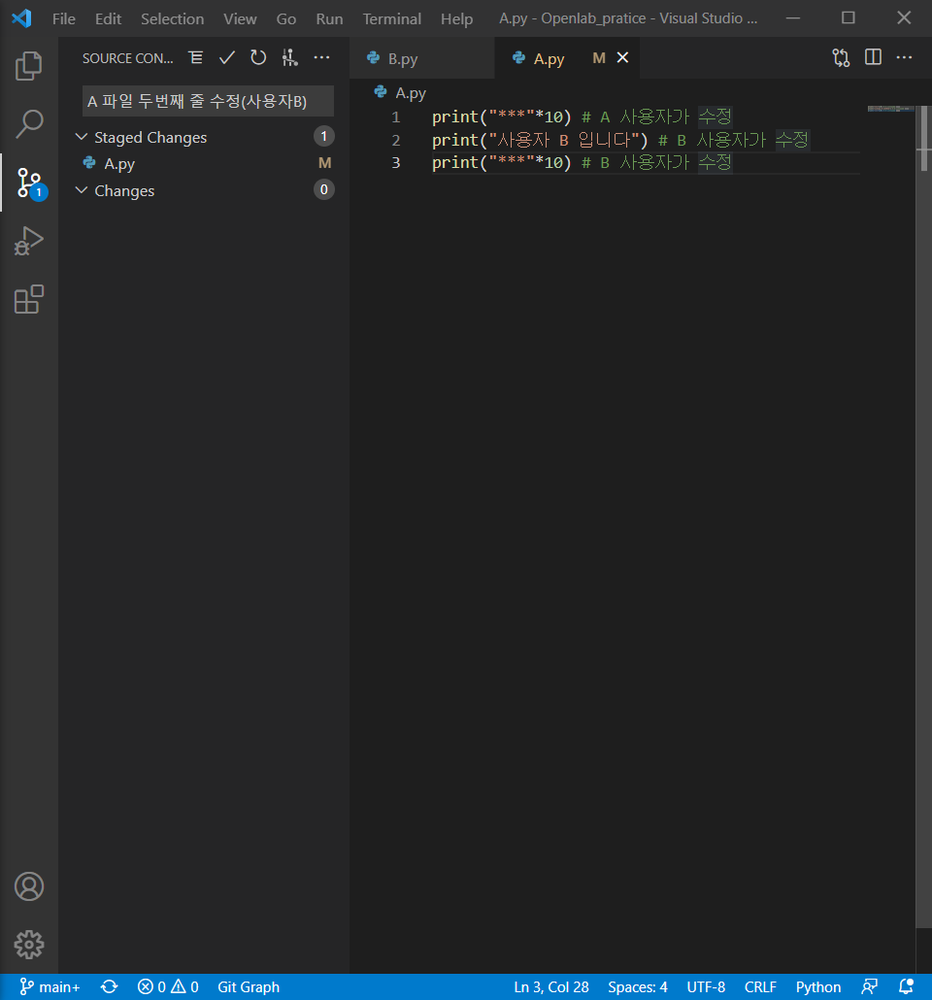 File Edit Selection View Go Run Terminal Help A.py - Openlab_pratice - Visual Studio ...
SOURCE CON...
A 파일 두번째 줄 수정(사용자B)
Staged Changes 1
A.py M
Changes 0
1
B.py
A.py M
A.py
1 print("***"*10) # A 사용자가 수정
2 print("사용자 B 입니다") # B 사용자가 수정
3 print("***"*10) # B 사용자가 수정
main+ 0 0 Git Graph Ln 3, Col 28 Spaces: 4 UTF-8 CRLF Python